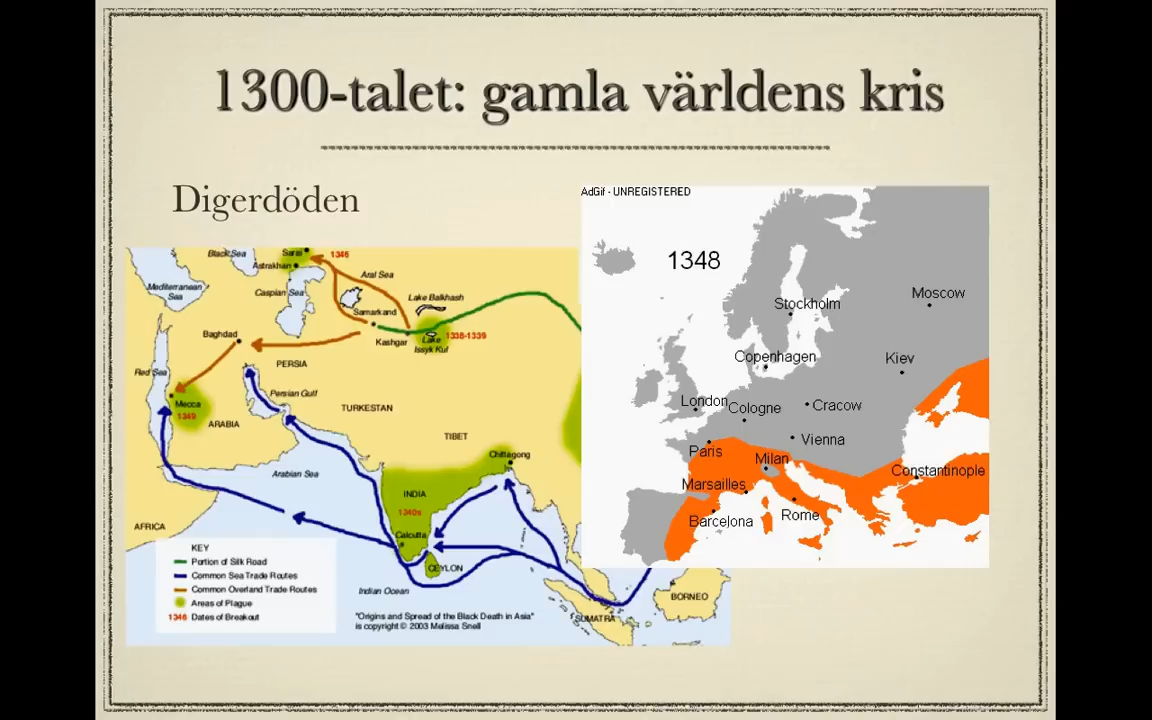 1300-talet: gamla världens kris
Digerdöden
Black Sea
Sarai
1346
Astrakhan
Aral Sea
Mediterranean
Sea
Caspian Sea
Lake Balkhash
Samarkand
Baghdad
Kashgar
Lake
Issyk Kul
1338-1339
PERSIA
Red Sea
Persian Gulf
Mecca
1349
ARABIA
TURKESTAN
TIBET
Chittagong
Arabian Sea
INDIA
1340s
AFRICA
Calcutta
CEYLON
Indian Ocean
BORNEO
SUMATRA
KEY
Portion of Silk Road
Common Sea Trade Routes
Common Overland Trade Routes
Areas of Plague
1346 Dates of Breakout
"Origins and Spread of the Black Death in Asia"
is copyright © 2003 Melissa Snell
AdGif - UNREGISTERED
1348
Stockholm
Moscow
Copenhagen
Kiev
London
Cologne
Cracow
Paris
Vienna
Milan
Marsailles
Constantinople
Barcelona
Rome